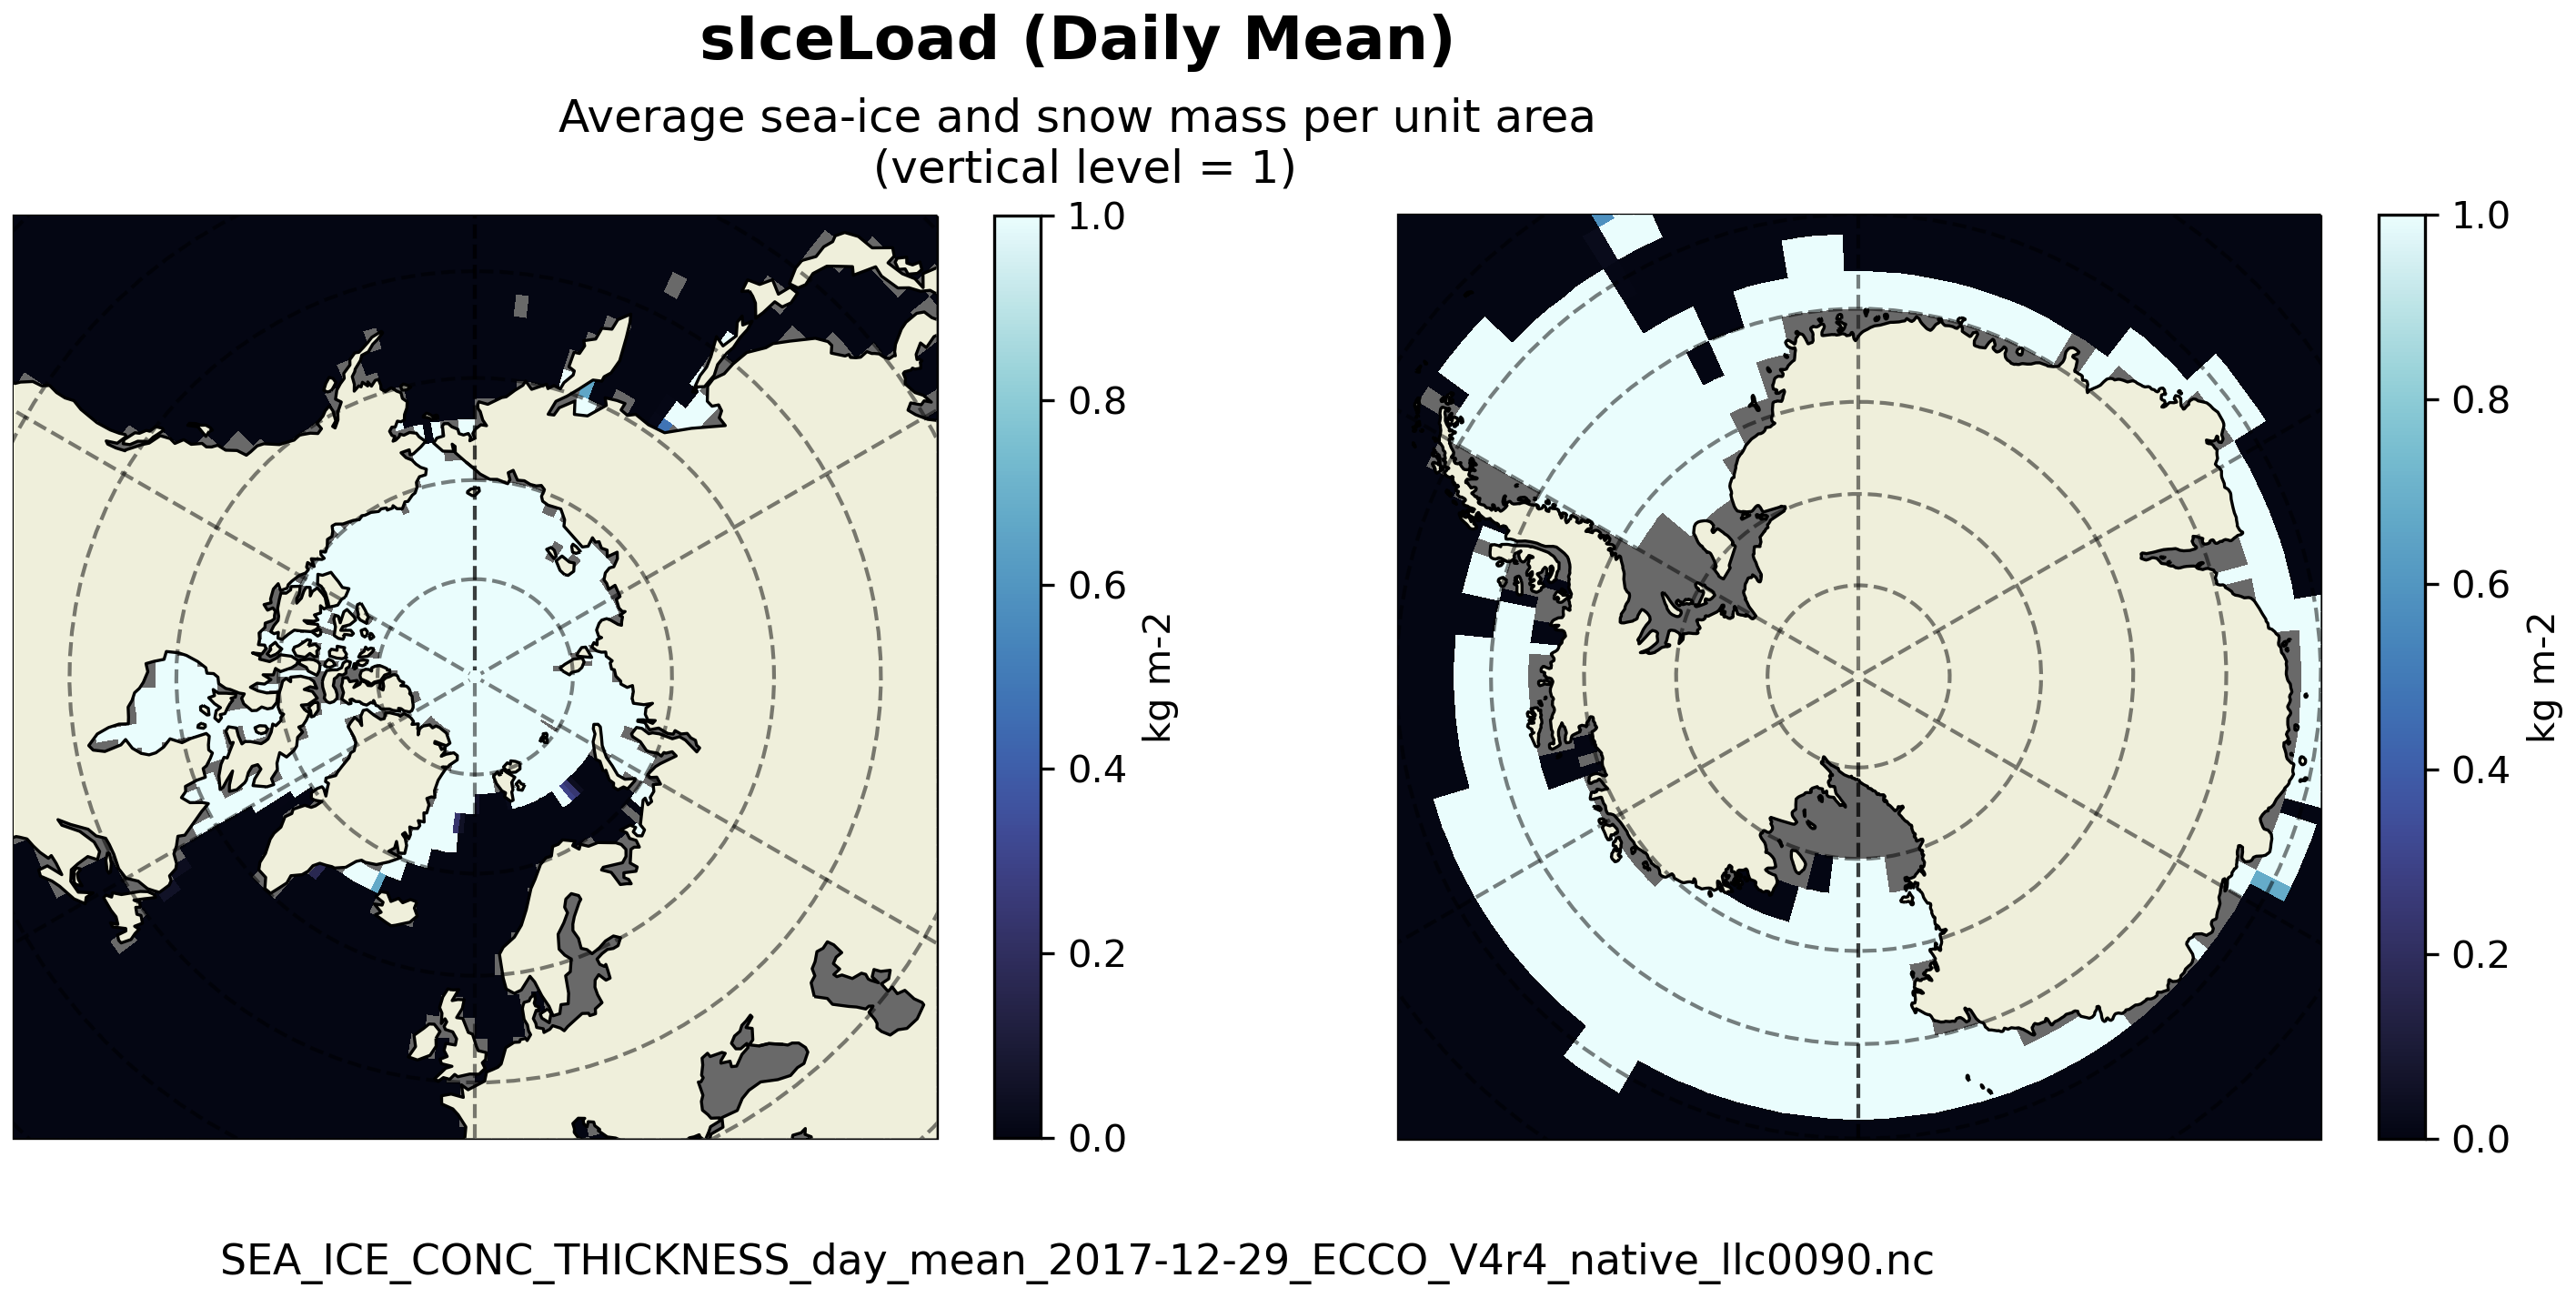 sIceLoad (Daily Mean)
Average sea-ice and snow mass per unit area
(vertical level = 1)
1.0
0.8
0.6
0.4
0.2
0.0
kg m-2
1.0
0.8
0.6
0.4
0.2
0.0
kg m-2
SEA_ICE_CONC_THICKNESS_day_mean_2017-12-29_ECCO_V4r4_native_llc0090.nc